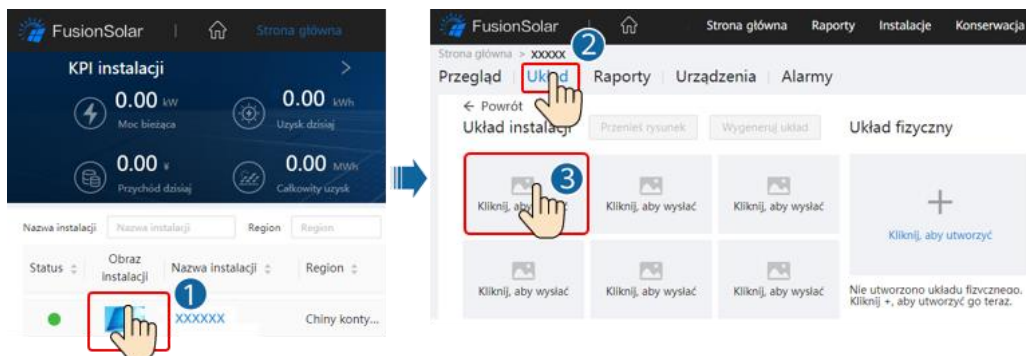 FusionSolar
Strona główna
KPI instalacji
>
0.00 kW
Moc bieżąca
0.00 kWh
Uzysk dzisiaj
0.00 ¥
Przychód dzisiaj
0.00 MWh
Całkowity uzysk
Nazwa instalacji
Nazwa instalacji
Region
Region
Status
Obraz instalacji
Nazwa instalacji
Region
1
XXXXXX
Chiny konty...
FusionSolar
Strona główna
Raporty
Instalacje
Konserwacja
2
Strona główna > XXXXX
Przegląd
Układ
Raporty
Urządzenia
Alarmy
← Powrót
Układ instalacji
Przenieś rysunek
Wygeneruj układ
Układ fizyczny
3
Kliknij, aby
Kliknij, aby wysłać
Kliknij, aby wysłać
+
Kliknij, aby utworzyć
Kliknij, aby wysłać
Kliknij, aby wysłać
Kliknij, aby wysłać
Nie utworzono układu fizycznego.
Kliknij +, aby utworzyć go teraz.